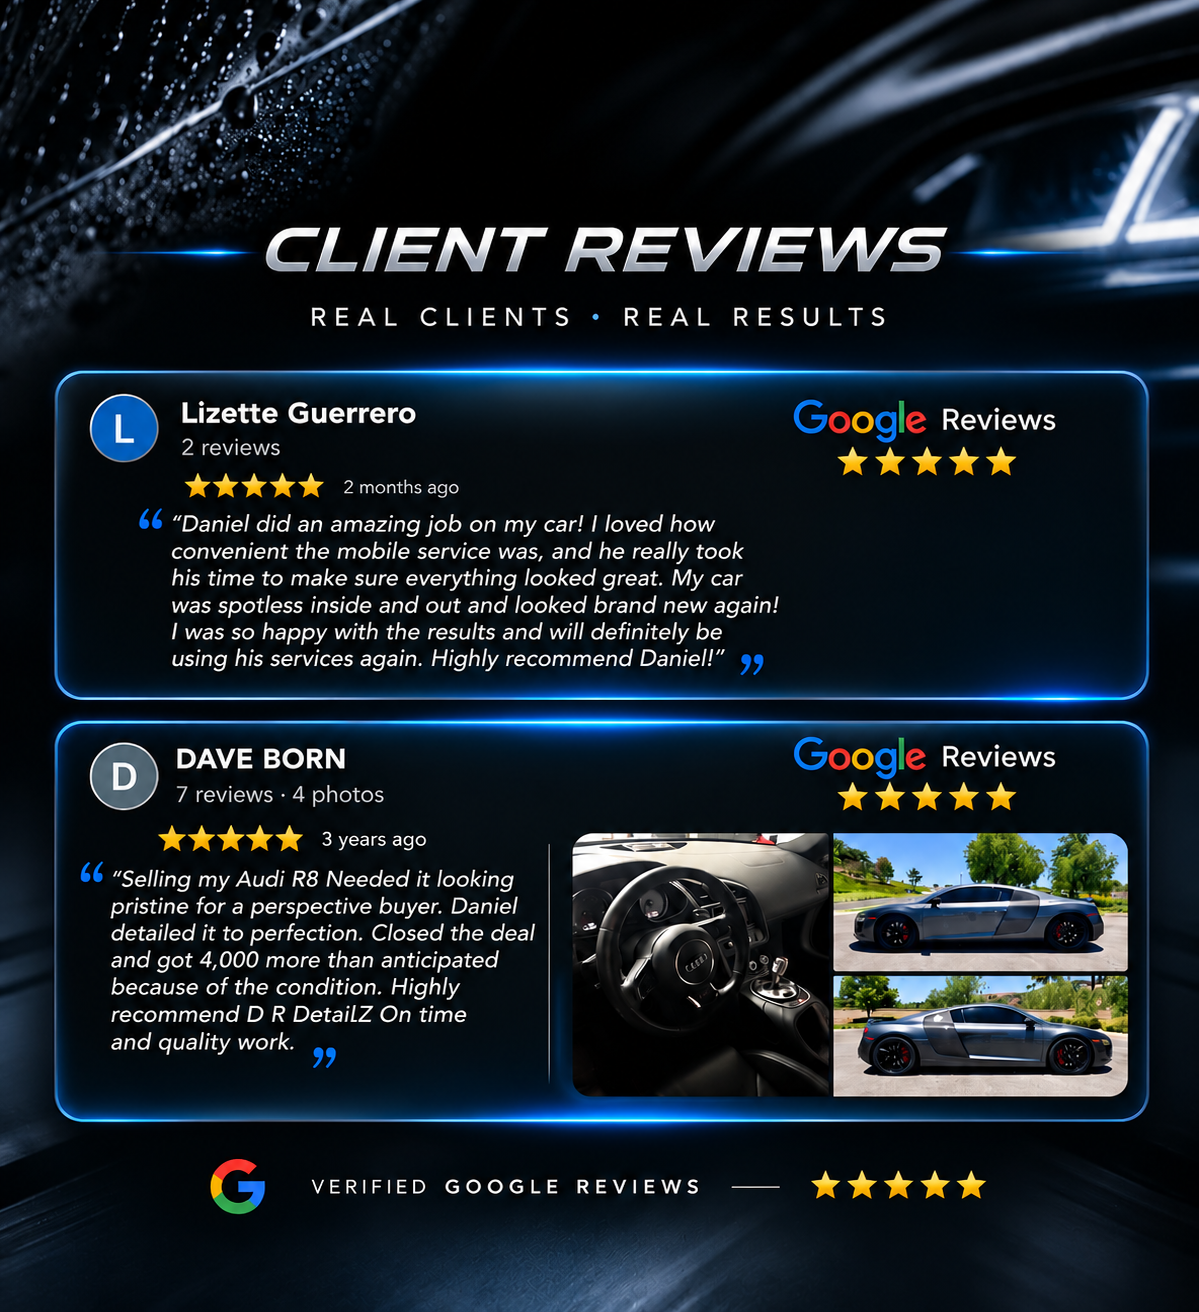 CLIENT REVIEWS
REAL CLIENTS • REAL RESULTS
L
Lizette Guerrero
2 reviews
2 months ago
Google Reviews
“ “Daniel did an amazing job on my car! I loved how
convenient the mobile service was, and he really took
his time to make sure everything looked great. My car
was spotless inside and out and looked brand new again!
I was so happy with the results and will definitely be
using his services again. Highly recommend Daniel!” ”
D
DAVE BORN
7 reviews · 4 photos
3 years ago
Google Reviews
“ “Selling my Audi R8 Needed it looking
pristine for a perspective buyer. Daniel
detailed it to perfection. Closed the deal
and got 4,000 more than anticipated
because of the condition. Highly
recommend D R DetailZ On time
and quality work. ”
G VERIFIED GOOGLE REVIEWS